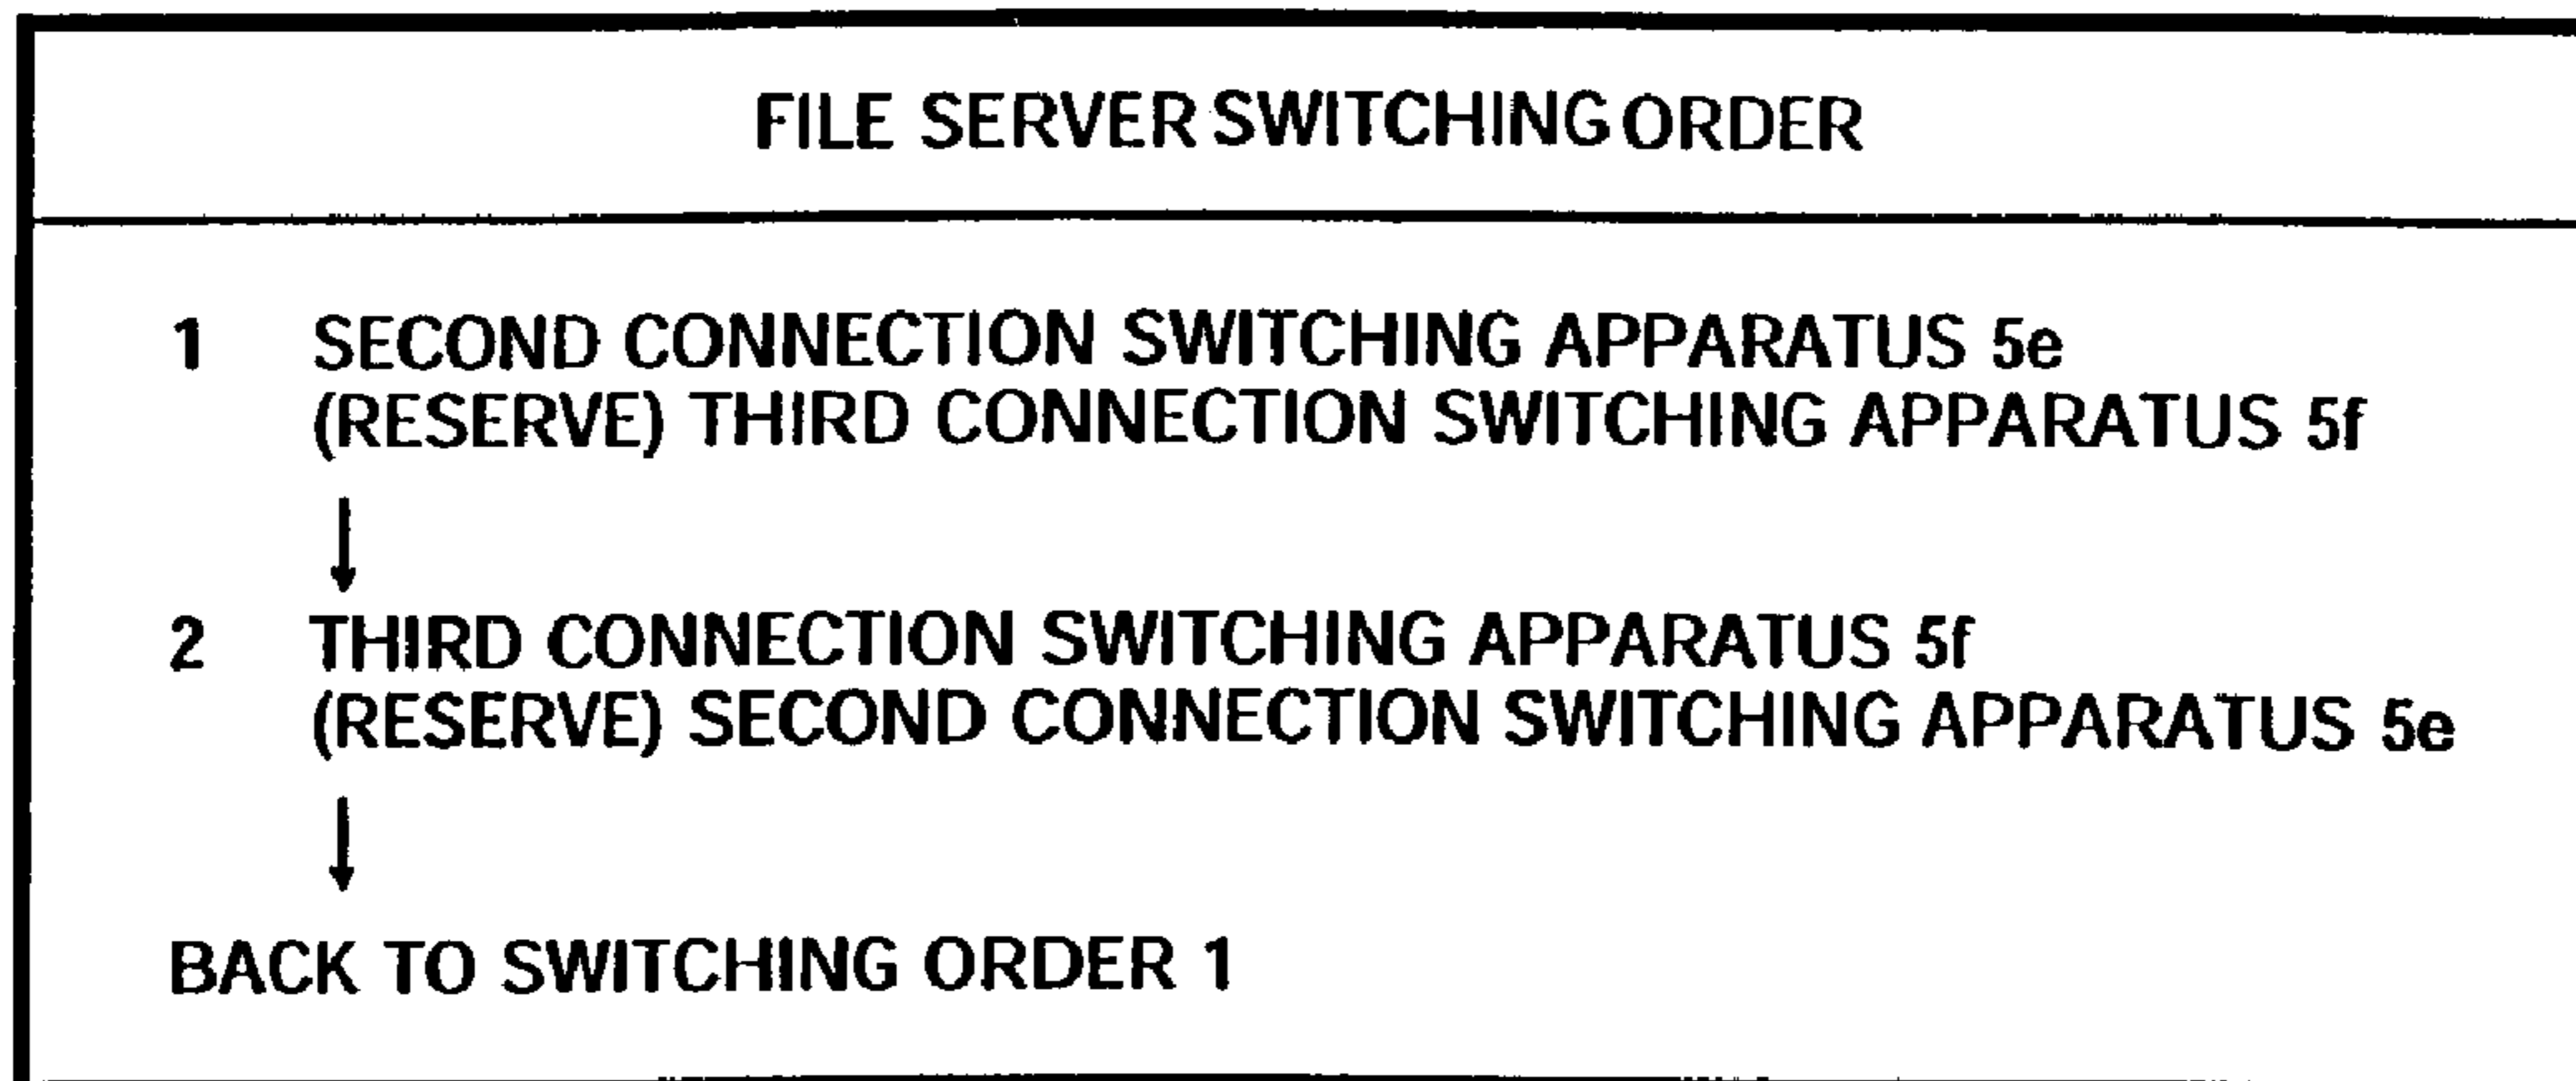 FILE SERVER SWITCHING ORDER
1 SECOND CONNECTION SWITCHING APPARATUS 5e
(RESERVE) THIRD CONNECTION SWITCHING APPARATUS 5f
2 THIRD CONNECTION SWITCHING APPARATUS 5f
(RESERVE) SECOND CONNECTION SWITCHING APPARATUS 5e
BACK TO SWITCHING ORDER 1